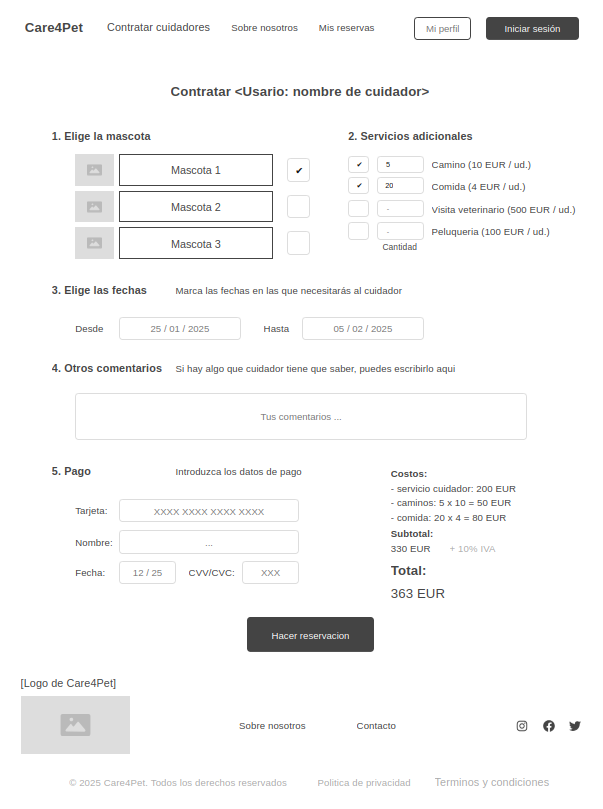 Care4Pet Contratar cuidadores Sobre nosotros Mis reservas Mi perfil Iniciar sesión
Contratar <Usario: nombre de cuidador>
1. Elige la mascota
Mascota 1 ✔
Mascota 2
Mascota 3
2. Servicios adicionales
✔ 5 Camino (10 EUR / ud.)
✔ 20 Comida (4 EUR / ud.)
- Visita veterinario (500 EUR / ud.)
- Peluqueria (100 EUR / ud.)
Cantidad
3. Elige las fechas Marca las fechas en las que necesitarás al cuidador
Desde 25 / 01 / 2025 Hasta 05 / 02 / 2025
4. Otros comentarios Si hay algo que cuidador tiene que saber, puedes escribirlo aqui
Tus comentarios ...
5. Pago Introduzca los datos de pago
Tarjeta: XXXX XXXX XXXX XXXX
Nombre: ...
Fecha: 12 / 25 CVV/CVC: XXX
Costos:
- servicio cuidador: 200 EUR
- caminos: 5 x 10 = 50 EUR
- comida: 20 x 4 = 80 EUR
Subtotal:
330 EUR + 10% IVA
Total:
363 EUR
Hacer reservacion
[Logo de Care4Pet]
Sobre nosotros Contacto
© 2025 Care4Pet. Todos los derechos reservados Politica de privacidad Terminos y condiciones